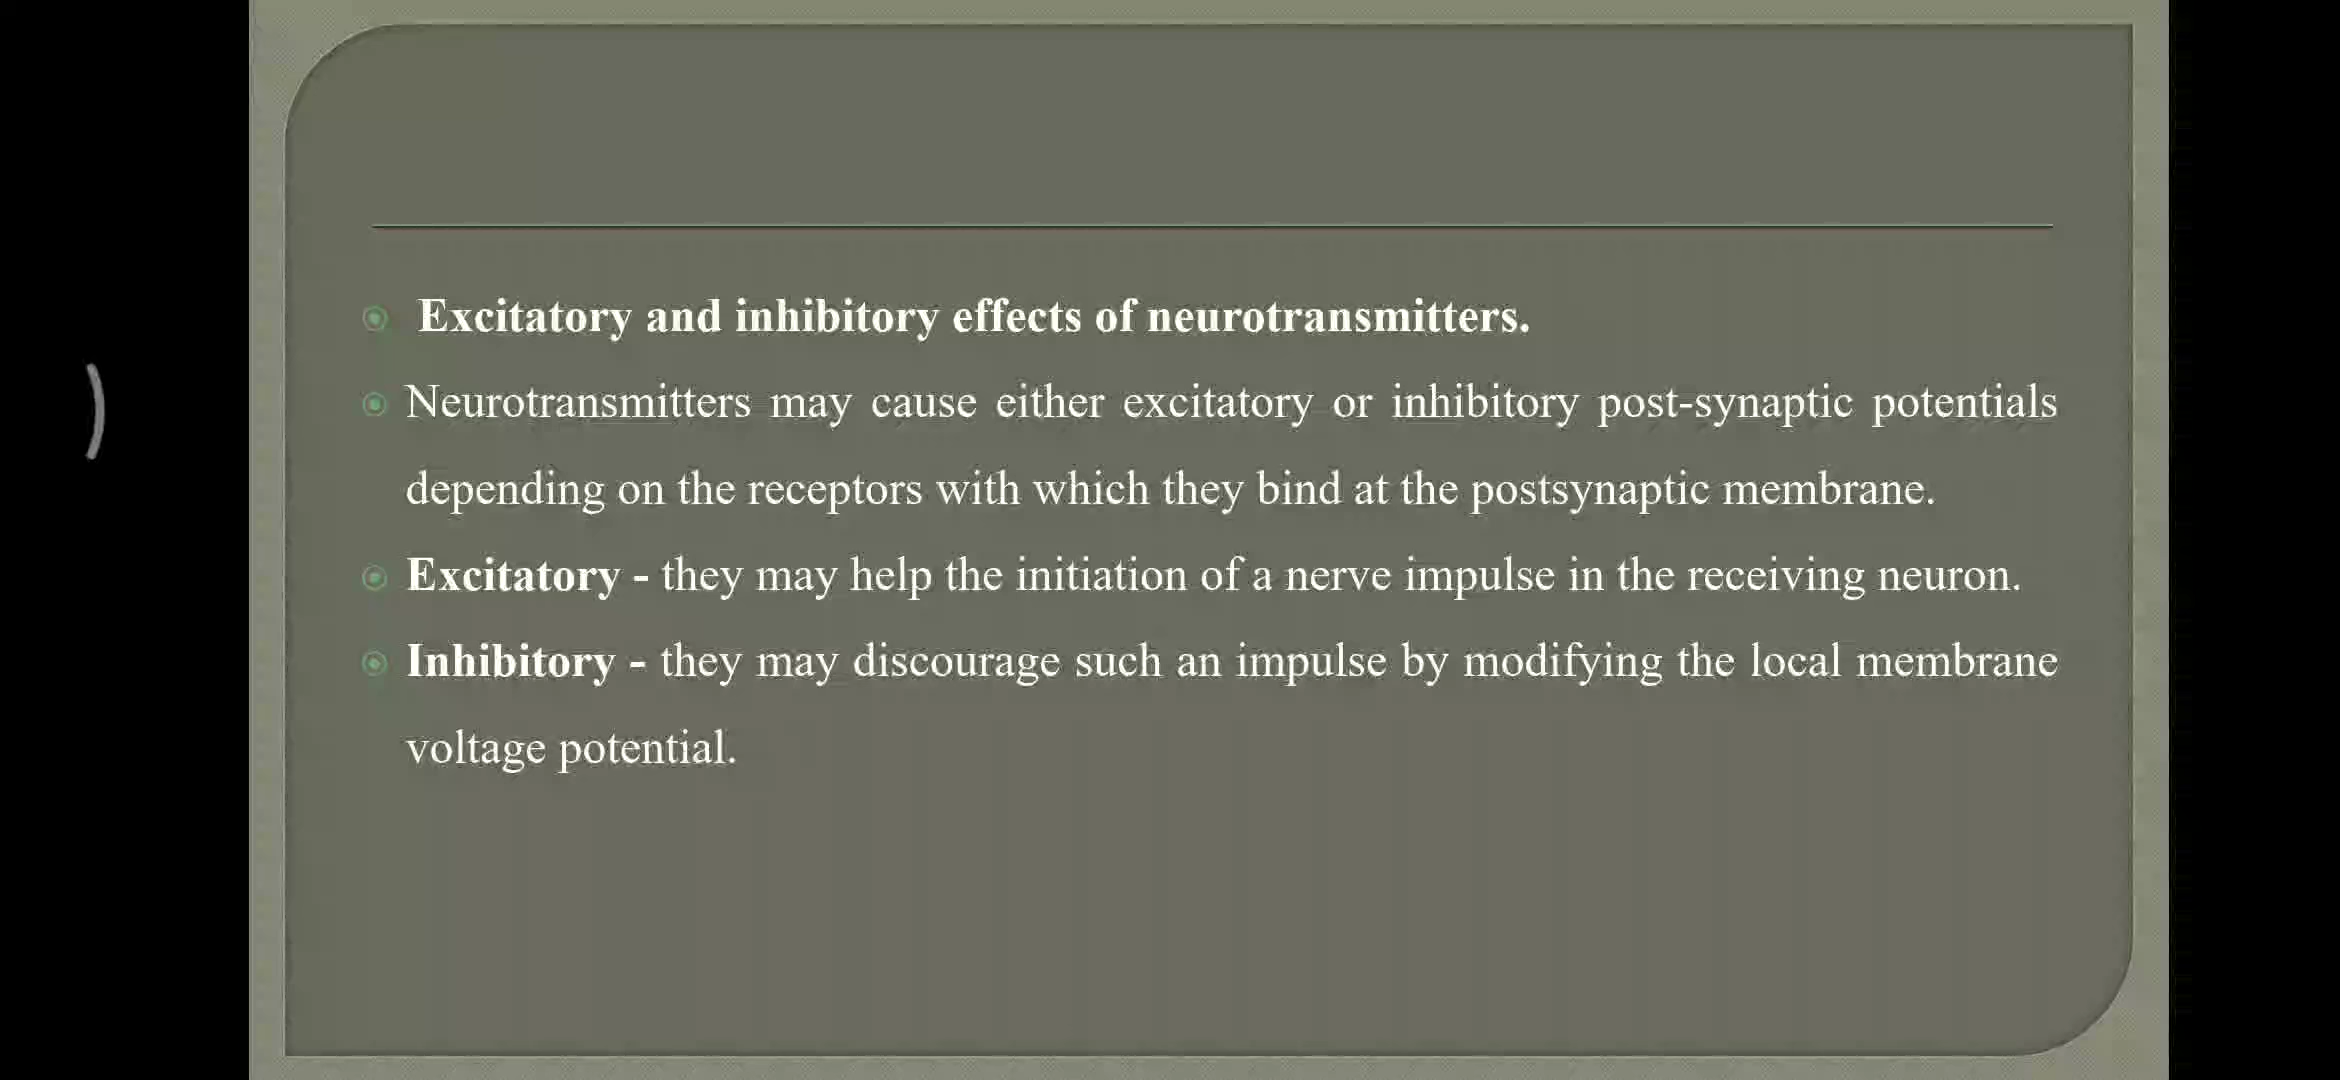 Excitatory and inhibitory effects of neurotransmitters.
Neurotransmitters may cause either excitatory or inhibitory post-synaptic potentials
depending on the receptors with which they bind at the postsynaptic membrane.
Excitatory - they may help the initiation of a nerve impulse in the receiving neuron.
Inhibitory - they may discourage such an impulse by modifying the local membrane
voltage potential.